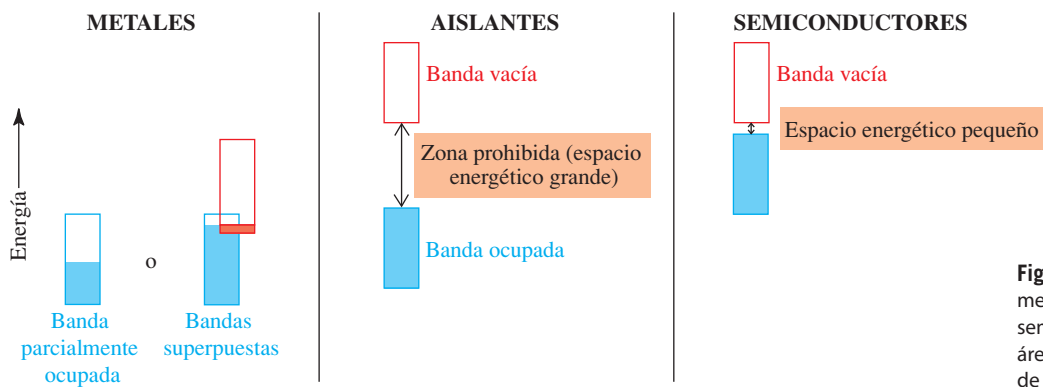 METALES
AISLANTES
SEMICONDUCTORES
Energía
o
Banda
parcialmente
ocupada
Bandas
superpuestas
Banda vacía
Zona prohibida (espacio
energético grande)
Banda ocupada
Banda vacía
Espacio energético pequeño